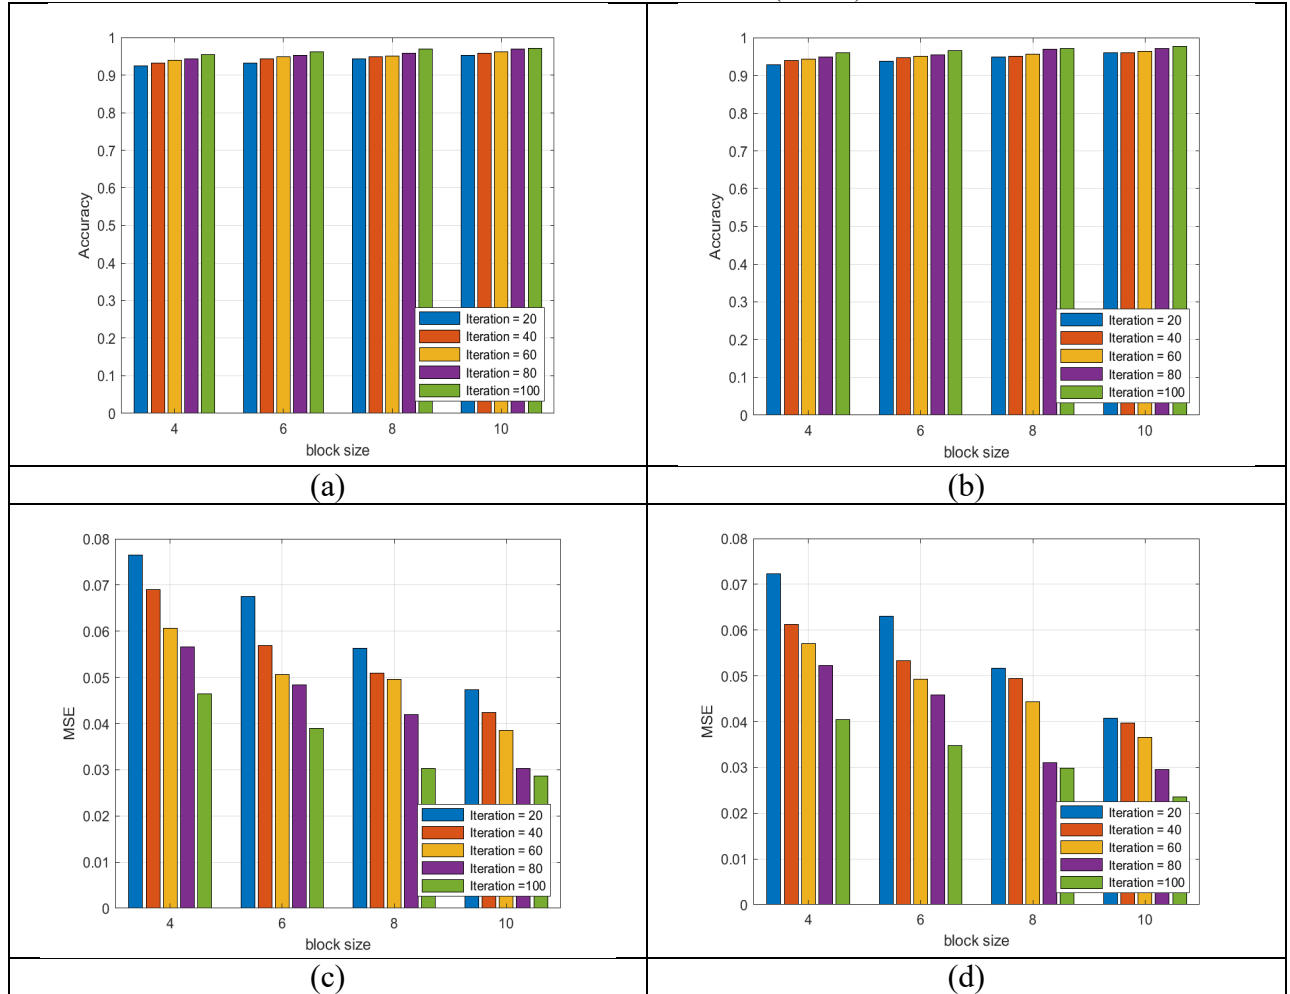 1
0.9
0.8
0.7
0.6
0.5
0.4
0.3
0.2
0.1
0
Accuracy
4 6 8 10
block size
Iteration = 20
Iteration = 40
Iteration = 60
Iteration = 80
Iteration =100
(a)
1
0.9
0.8
0.7
0.6
0.5
0.4
0.3
0.2
0.1
0
Accuracy
4 6 8 10
block size
Iteration = 20
Iteration = 40
Iteration = 60
Iteration = 80
Iteration =100
(b)
0.08
0.07
0.06
0.05
0.04
0.03
0.02
0.01
0
MSE
4 6 8 10
block size
Iteration = 20
Iteration = 40
Iteration = 60
Iteration = 80
Iteration =100
(c)
0.08
0.07
0.06
0.05
0.04
0.03
0.02
0.01
0
MSE
4 6 8 10
block size
Iteration = 20
Iteration = 40
Iteration = 60
Iteration = 80
Iteration =100
(d)